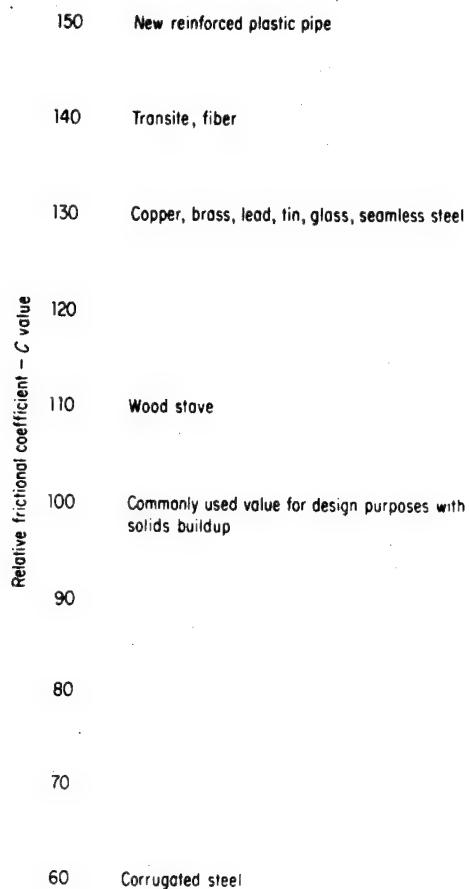 150 New reinforced plastic pipe
140 Transite, fiber
130 Copper, brass, lead, tin, glass, seamless steel
Relative frictional coefficient – C value
120
110 Wood stave
100 Commonly used value for design purposes with
solids buildup
90
80
70
60 Corrugated steel